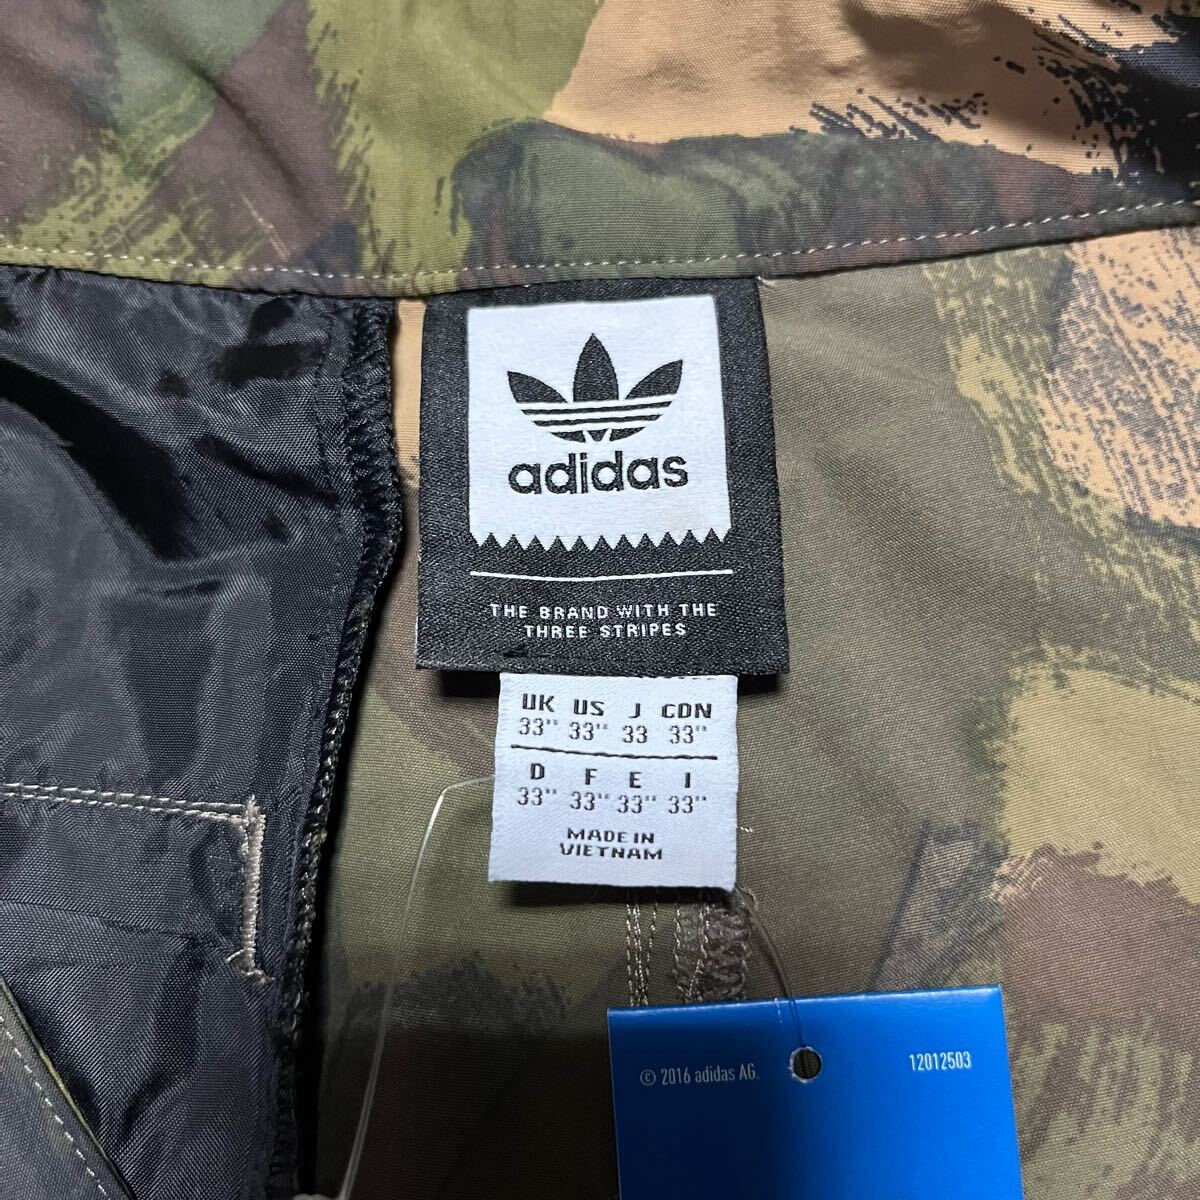 adidas
THE BRAND WITH THE
THREE STRIPES
UK US J CDN
33" 33" 33 33"
D F E I
33" 33" 33" 33"
MADE IN
VIETNAM
© 2016 adidas AG.
12012503